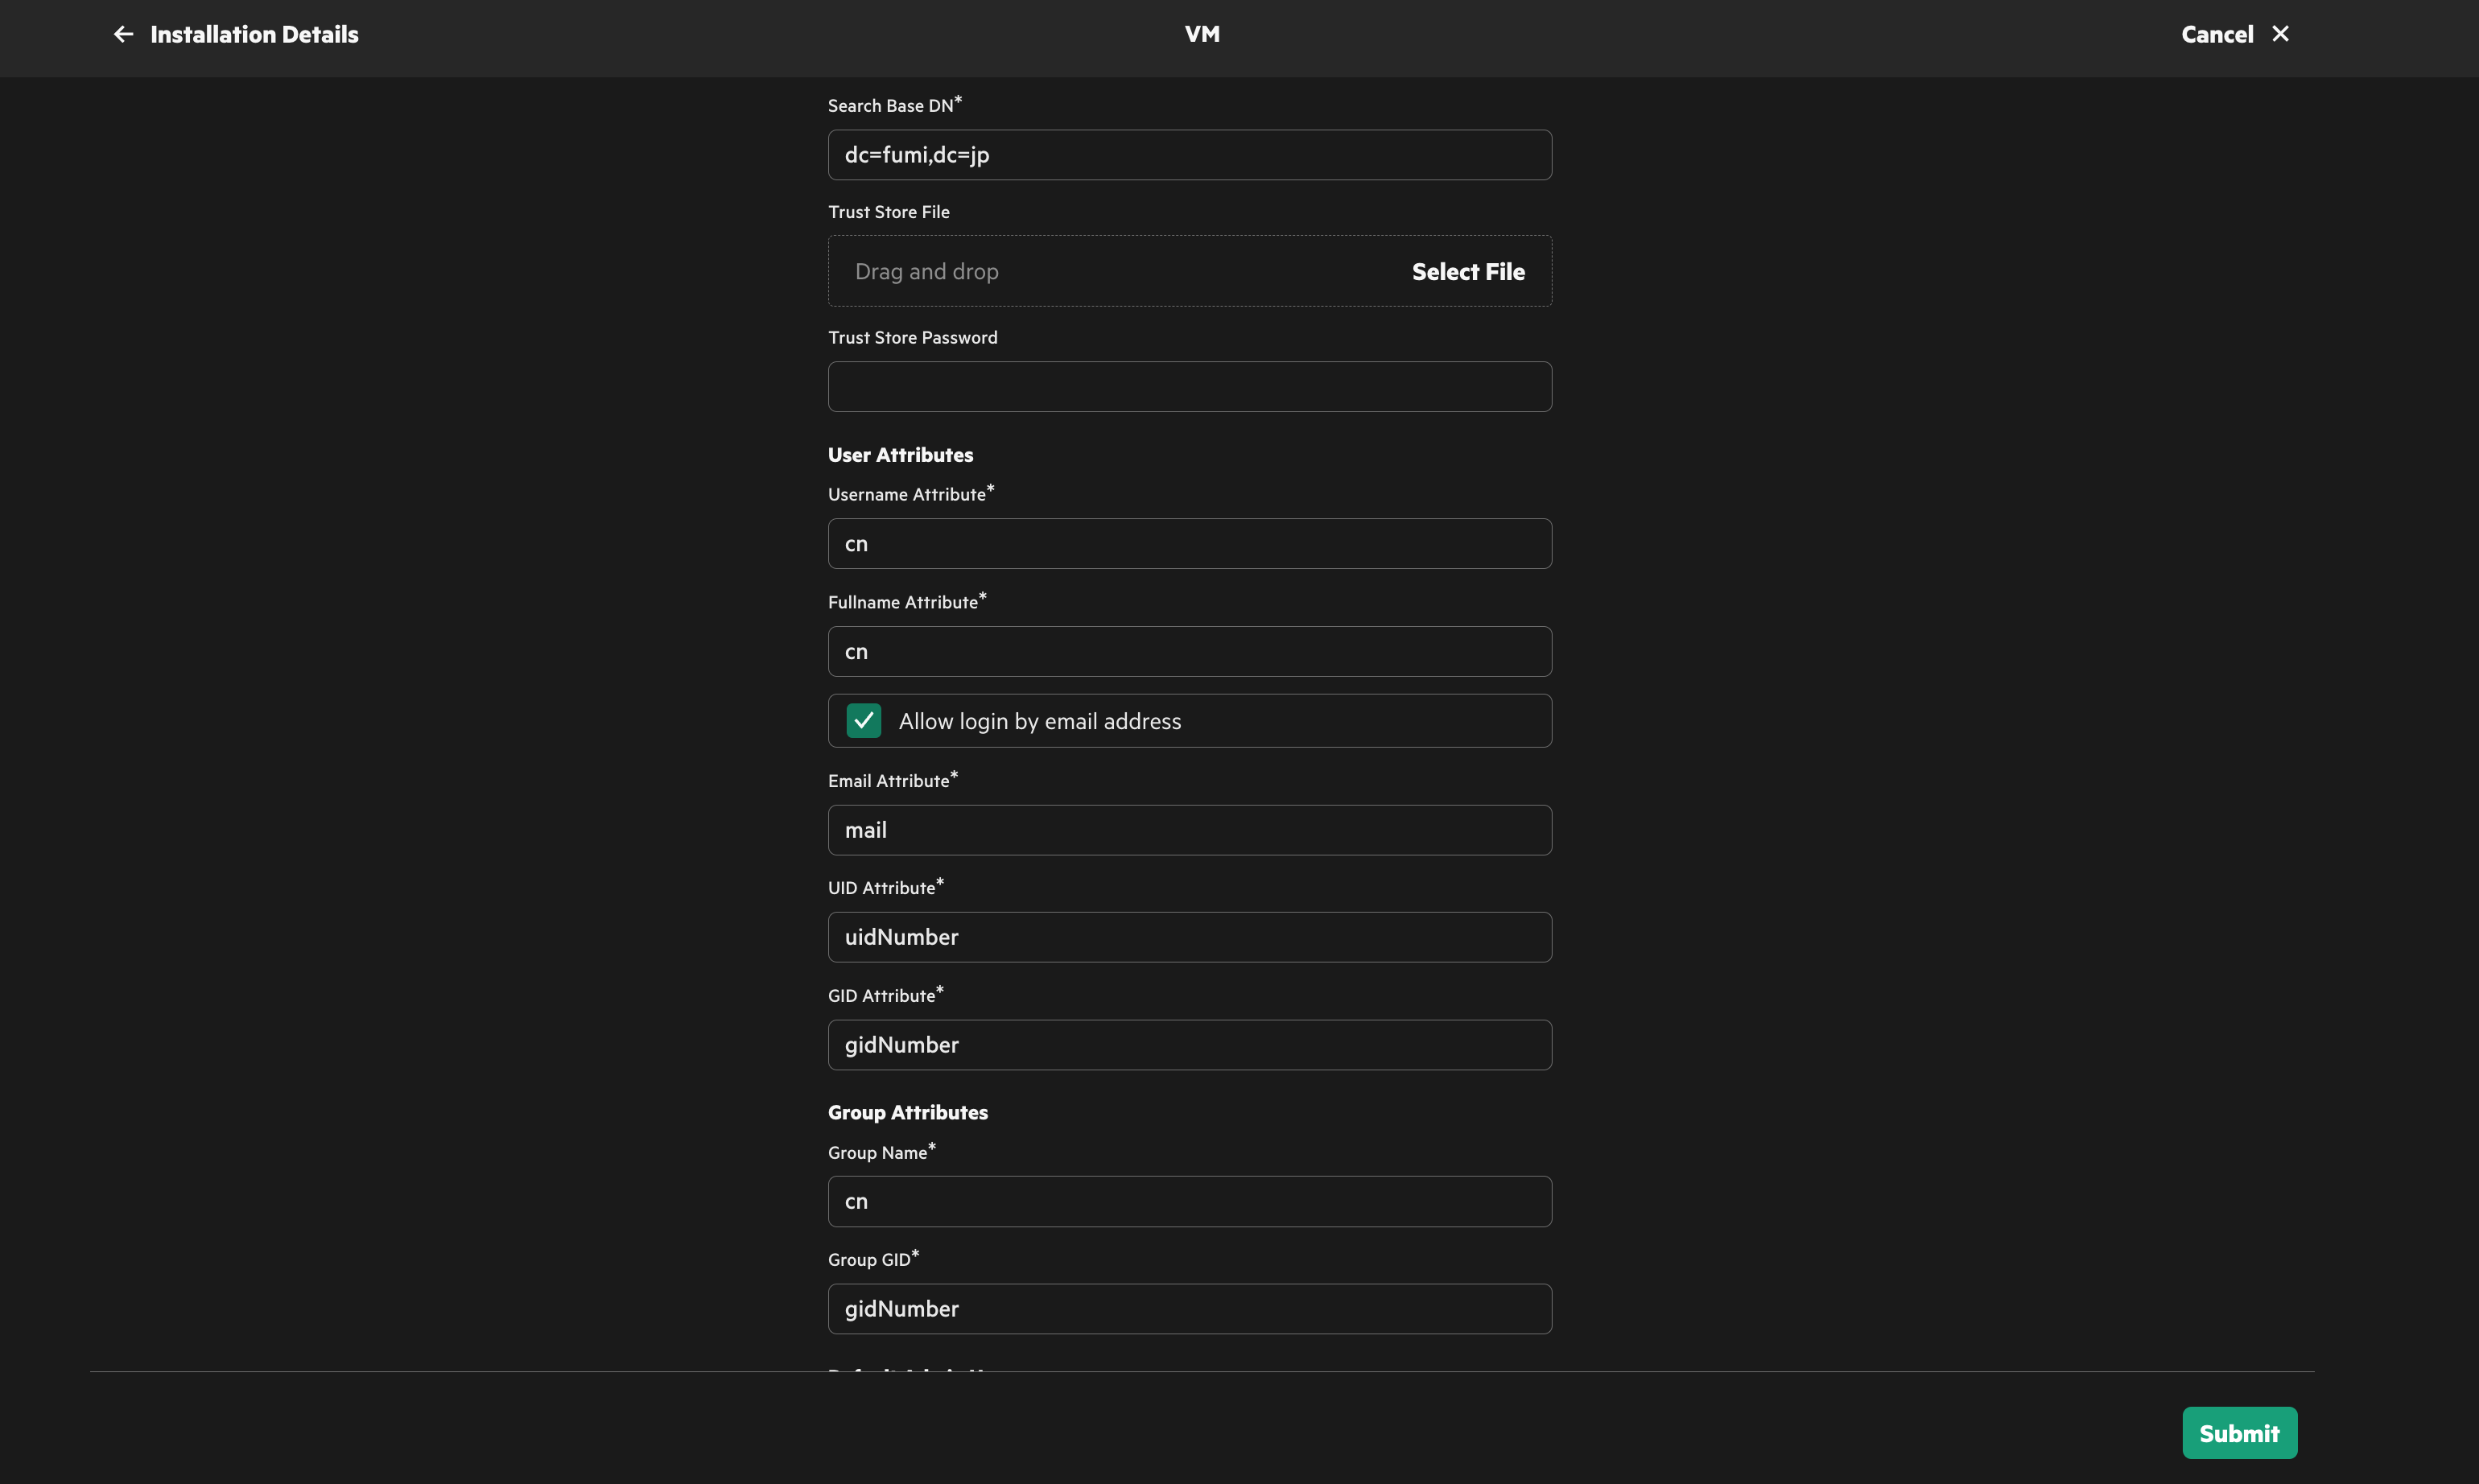 Installation Details
VM
Cancel
Search Base DN*
dc=fumi,dc=jp
Trust Store File
Drag and drop
Select File
Trust Store Password
User Attributes
Username Attribute*
cn
Fullname Attribute*
cn
Allow login by email address
Email Attribute*
mail
UID Attribute*
uidNumber
GID Attribute*
gidNumber
Group Attributes
Group Name*
cn
Group GID*
gidNumber
Submit